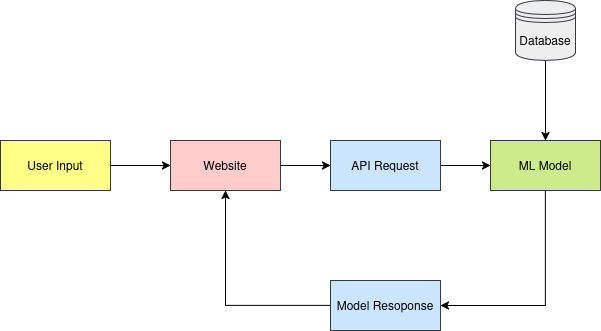 Database
User Input
Website
API Request
ML Model
Model Resoponse